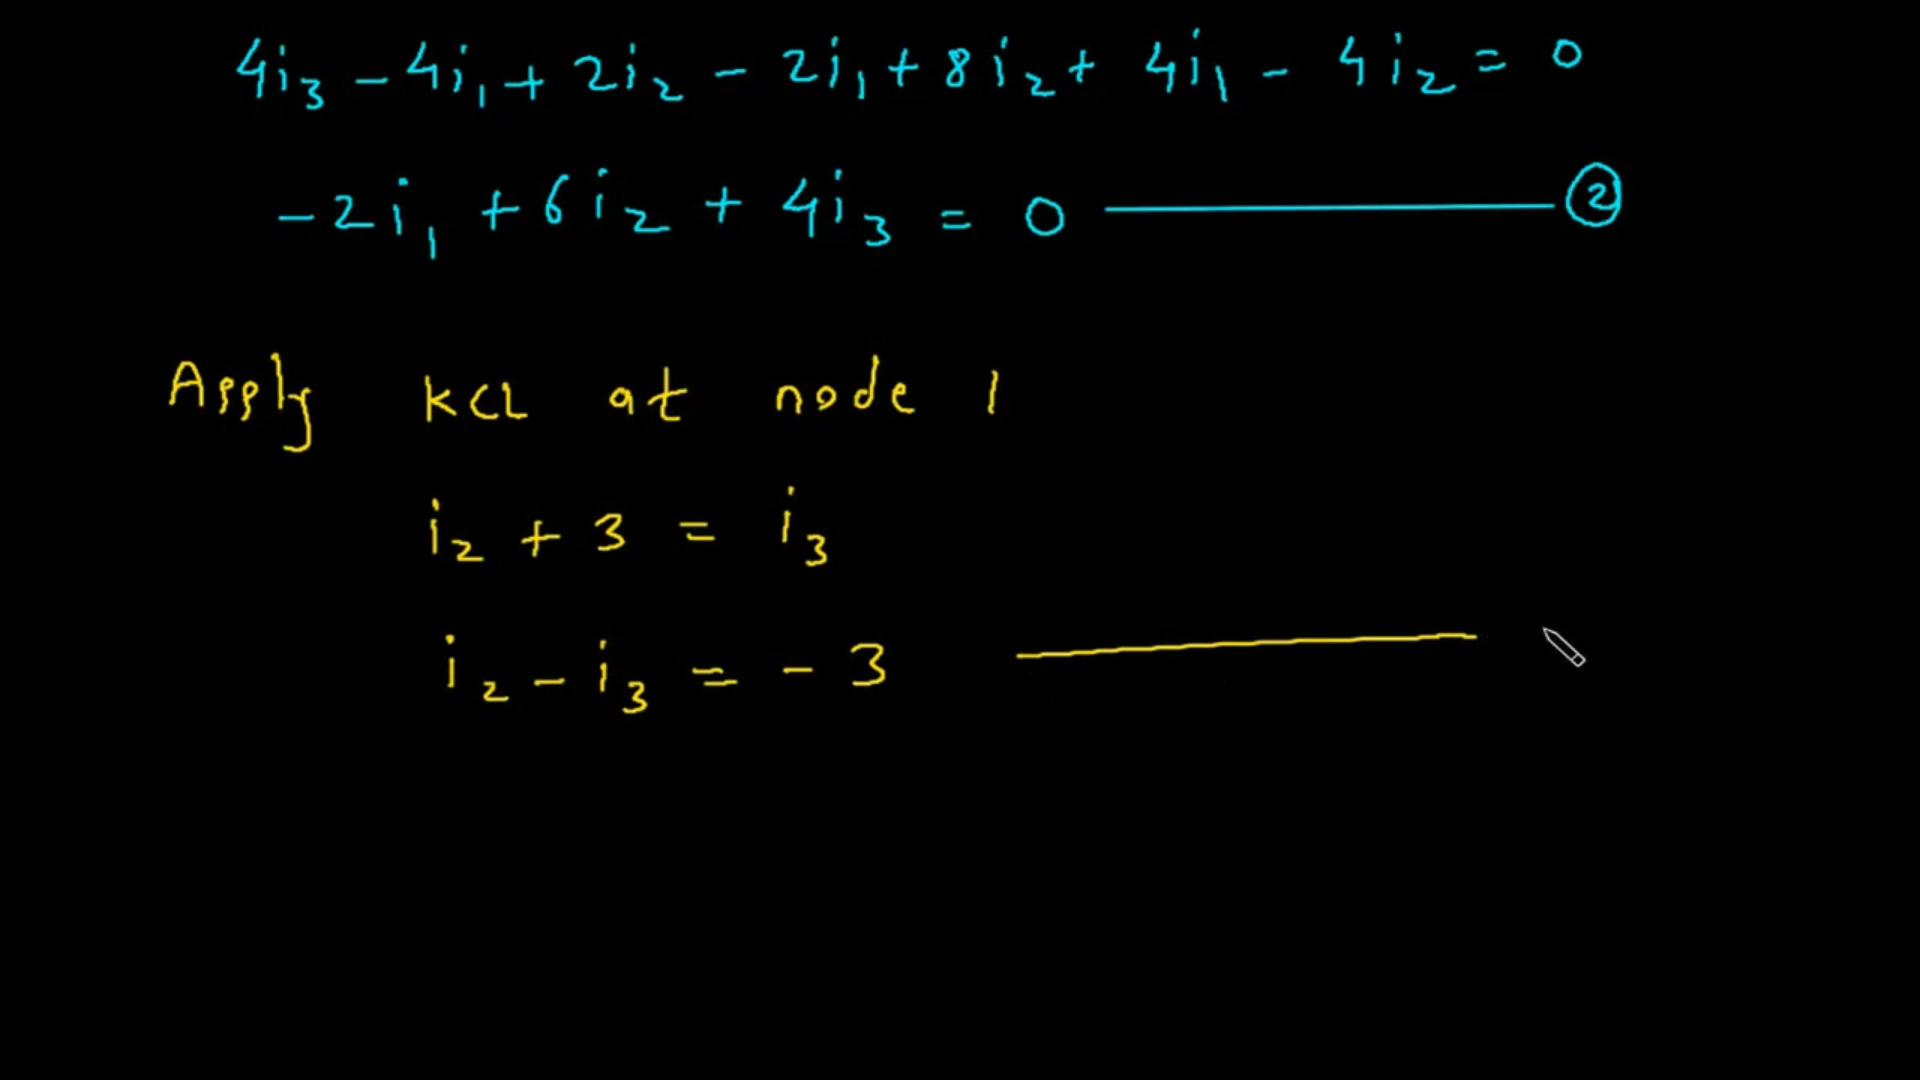 4i₃ - 4i₁ + 2i₂ - 2i₁ + 8i₂ + 4i₁ - 4i₂ = 0
-2i₁ + 6i₂ + 4i₃ = 0 ——— ②
Apply KCL at node 1
i₂ + 3 = i₃
i₂ - i₃ = - 3 ———